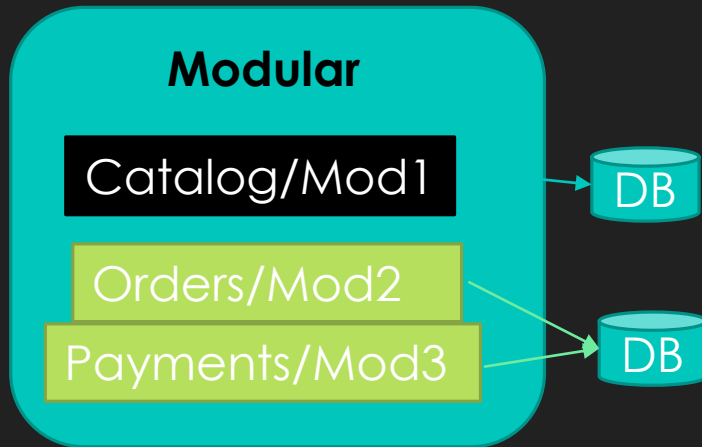 Modular
Catalog/Mod1
DB
Orders/Mod2
Payments/Mod3
DB